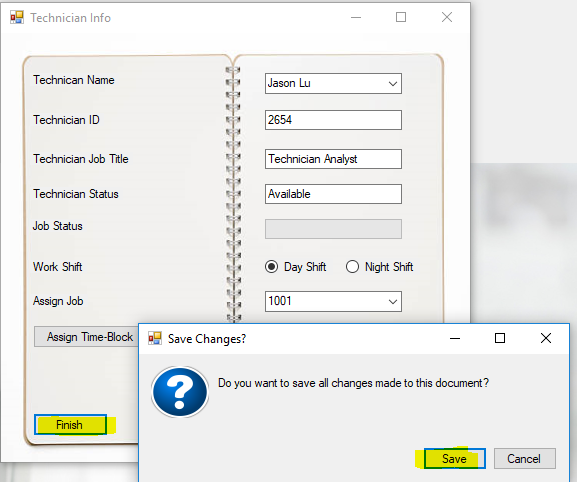 Technician Info
Technican Name
Jason Lu
Technician ID
2654
Technician Job Title
Technician Analyst
Technician Status
Available
Job Status
Work Shift
Day Shift
Night Shift
Assign Job
1001
Assign Time-Block
Save Changes?
Do you want to save all changes made to this document?
Finish
Save
Cancel